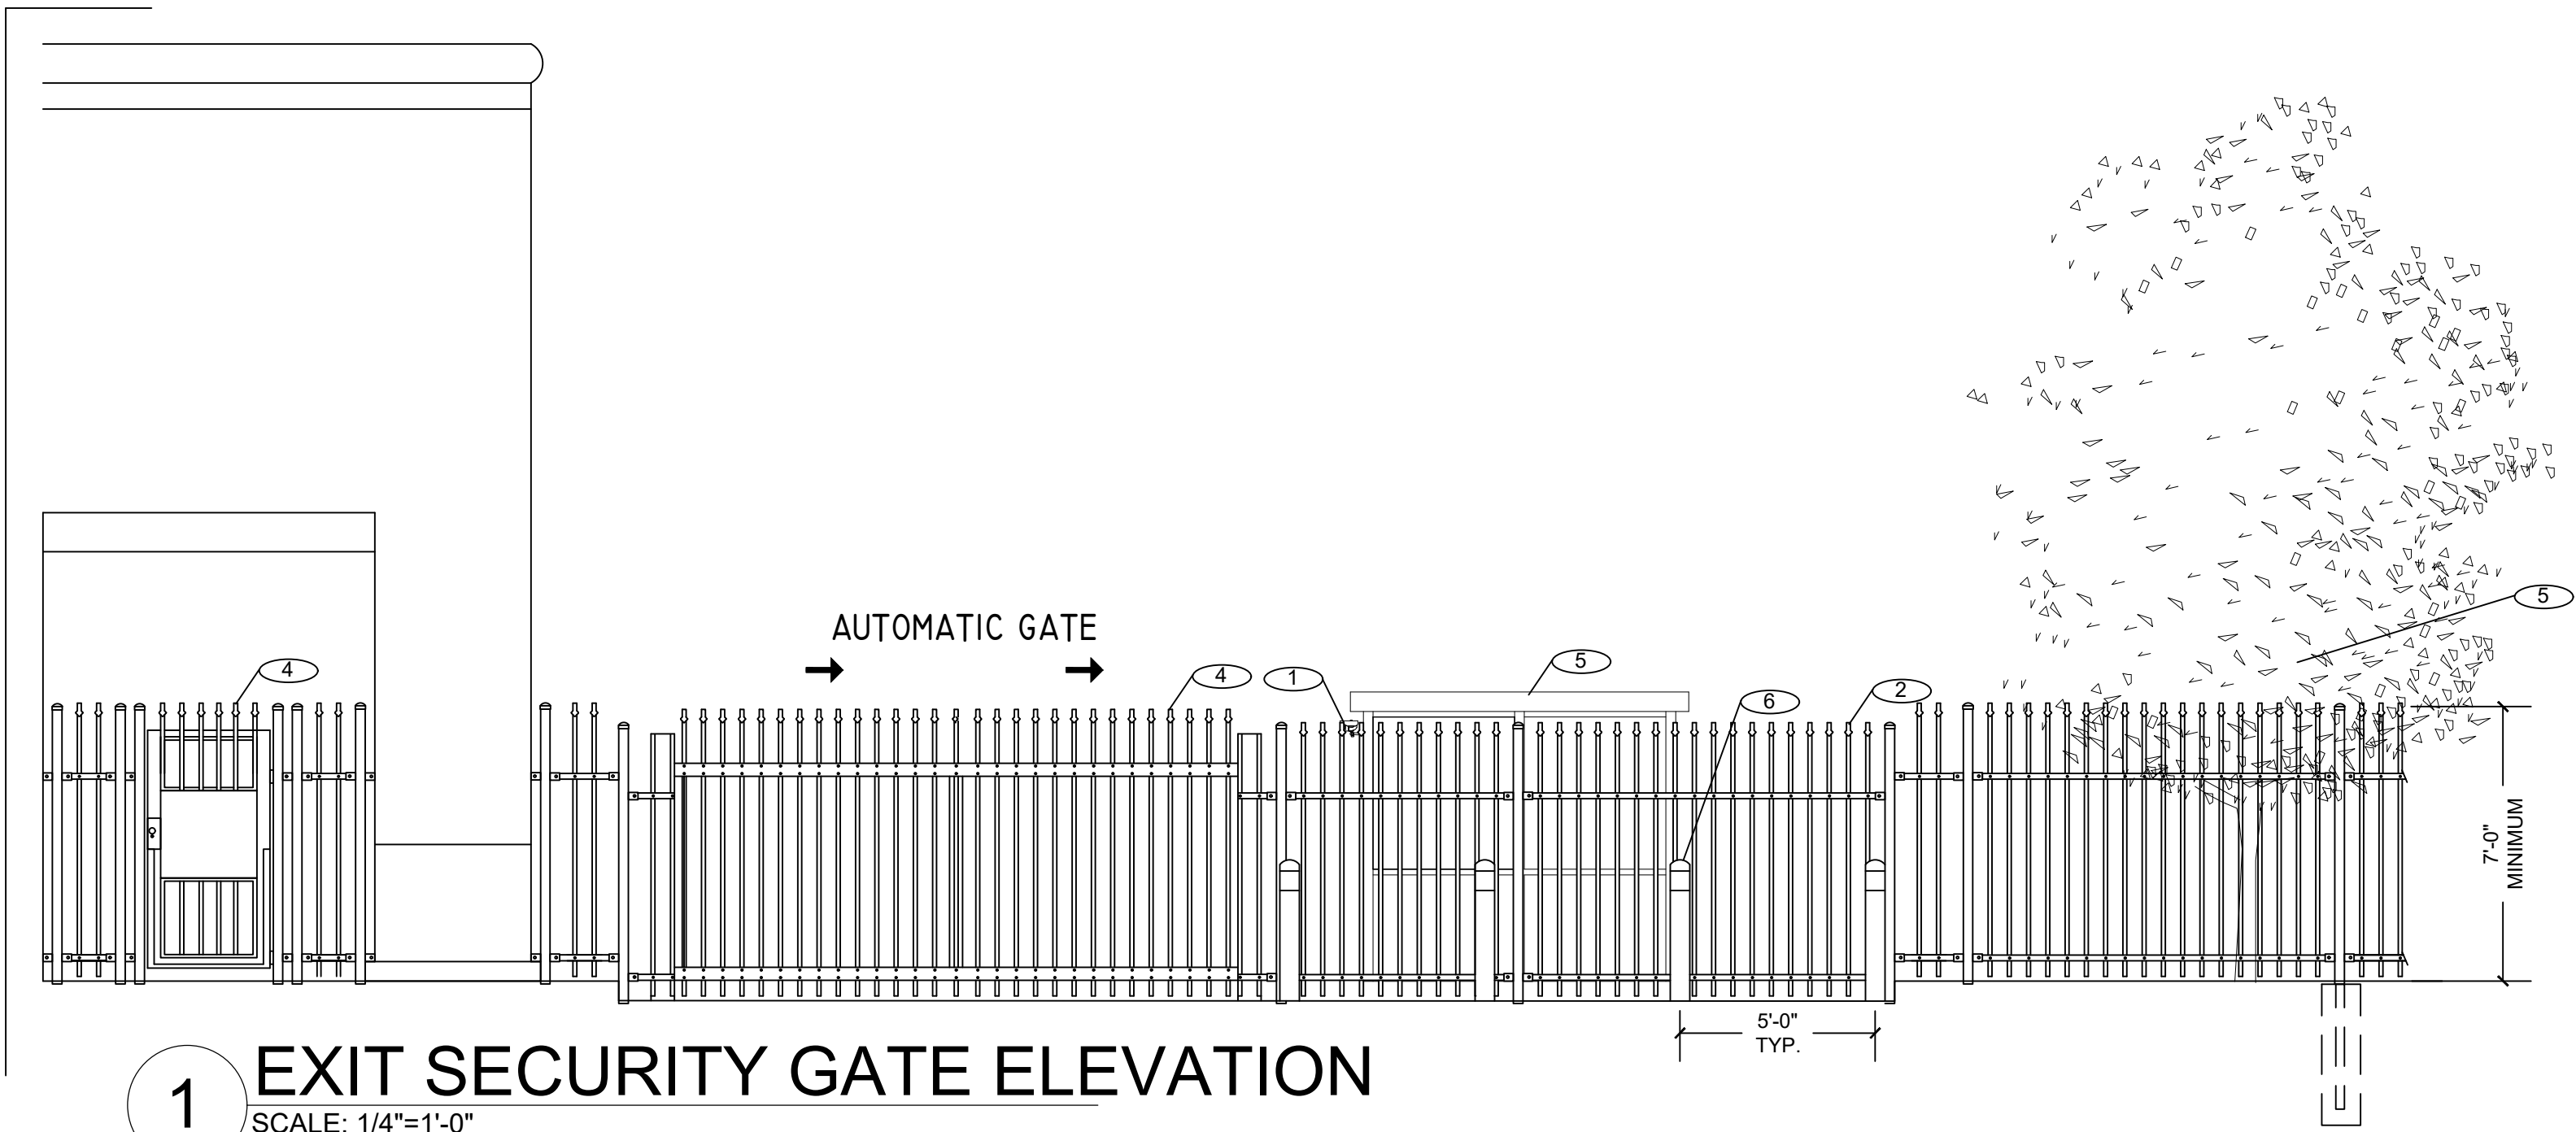 AUTOMATIC GATE
4
4
1
5
6
2
5
7'-0"
MINIMUM
5'-0"
TYP.
1
EXIT SECURITY GATE ELEVATION
SCALE: 1/4"=1'-0"